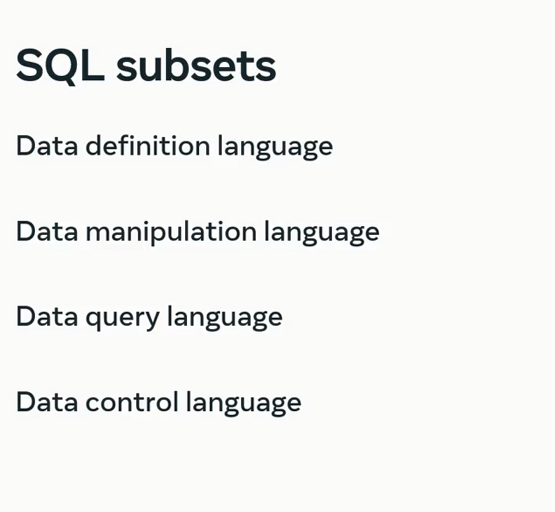 SQL subsets
Data definition language
Data manipulation language
Data query language
Data control language